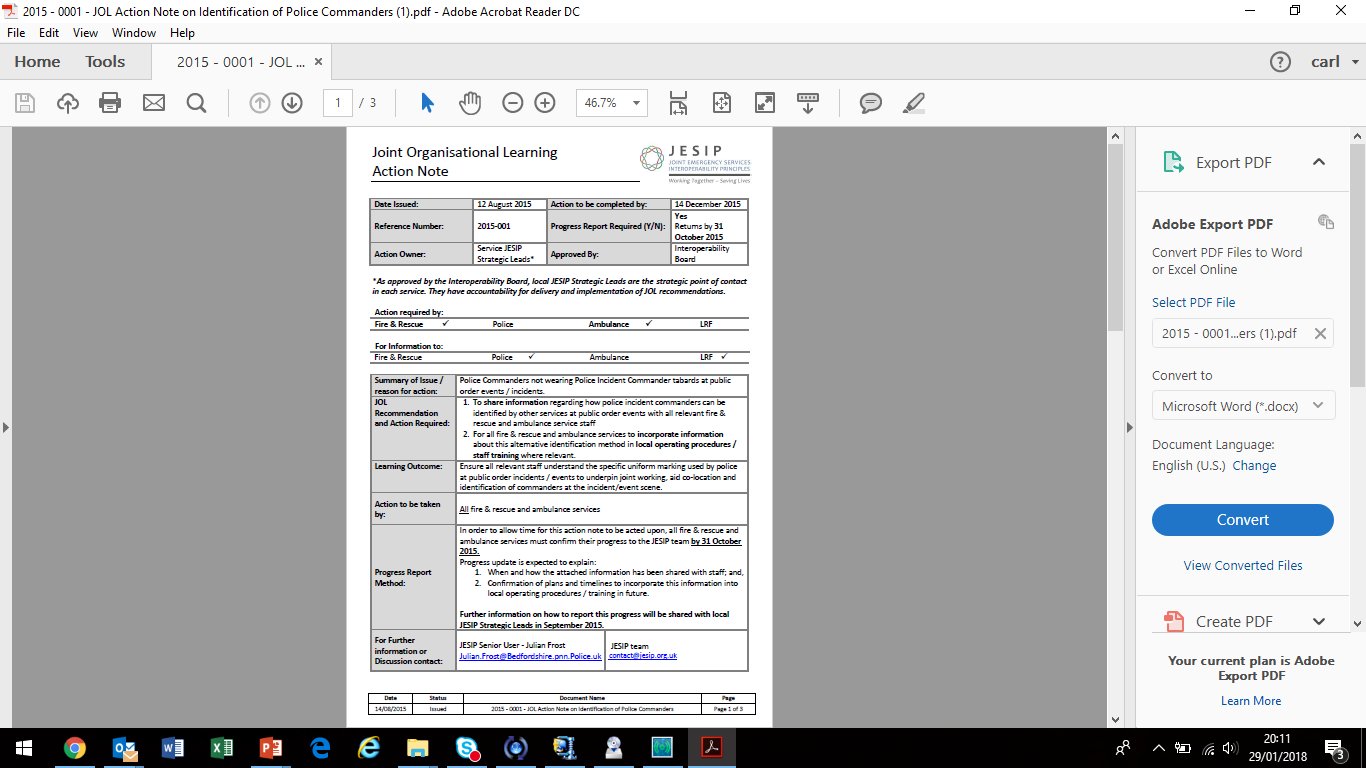 2015 - 0001 - JOL Action Note on Identification of Police Commanders (1).pdf - Adobe Acrobat Reader DC
File Edit View Window Help
Home Tools 2015 - 0001 - JOL ... × ? carl
1 / 3 46.7%
Joint Organisational Learning
Action Note
JESIP
JOINT EMERGENCY SERVICES
INTEROPERABILITY PRINCIPLES
Working Together – Saving Lives
Date Issued: 12 August 2015 Action to be completed by: 14 December 2015
Reference Number: 2015-001 Progress Report Required (Y/N): Yes
Returns by 31
October 2015
Action Owner: Service JESIP
Strategic Leads* Approved By: Interoperability
Board
*As approved by the Interoperability Board, local JESIP Strategic Leads are the strategic point of contact
in each service. They have accountability for delivery and implementation of JOL recommendations.
Action required by:
Fire & Rescue ✓ Police Ambulance ✓ LRF
For Information to:
Fire & Rescue Police ✓ Ambulance LRF ✓
Summary of Issue /
reason for action:
Police Commanders not wearing Police Incident Commander tabards at public
order events / incidents.
JOL
Recommendation
and Action Required:
1. To share information regarding how police incident commanders can be
identified by other services at public order events with all relevant fire &
rescue and ambulance service staff
2. For all fire & rescue and ambulance services to incorporate information
about this alternative identification method in local operating procedures /
staff training where relevant.
Learning Outcome:
Ensure all relevant staff understand the specific uniform marking used by police
at public order incidents / events to underpin joint working, aid co-location and
identification of commanders at the incident/event scene.
Action to be taken
by:
All fire & rescue and ambulance services
Progress Report
Method:
In order to allow time for this action note to be acted upon, all fire & rescue and
ambulance services must confirm their progress to the JESIP team by 31 October
2015.
Progress update is expected to explain:
1. When and how the attached information has been shared with staff; and,
2. Confirmation of plans and timelines to incorporate this information into
local operating procedures / training in future.
Further information on how to report this progress will be shared with local
JESIP Strategic Leads in September 2015.
For Further
information or
Discussion contact:
JESIP Senior User - Julian Frost
Julian.Frost@Bedfordshire.pnn.Police.uk
JESIP team
contact@jesip.org.uk
Date Status Document Name Page
14/08/2015 Issued 2015 - 0001 - JOL Action Note on Identification of Police Commanders Page 1 of 3
Export PDF
Adobe Export PDF
Convert PDF Files to Word
or Excel Online
Select PDF File
2015 - 0001...ers (1).pdf ×
Convert to
Microsoft Word (*.docx)
Document Language:
English (U.S.) Change
Convert
View Converted Files
Create PDF
Your current plan is Adobe
Export PDF
Learn More
20:11
29/01/2018
3